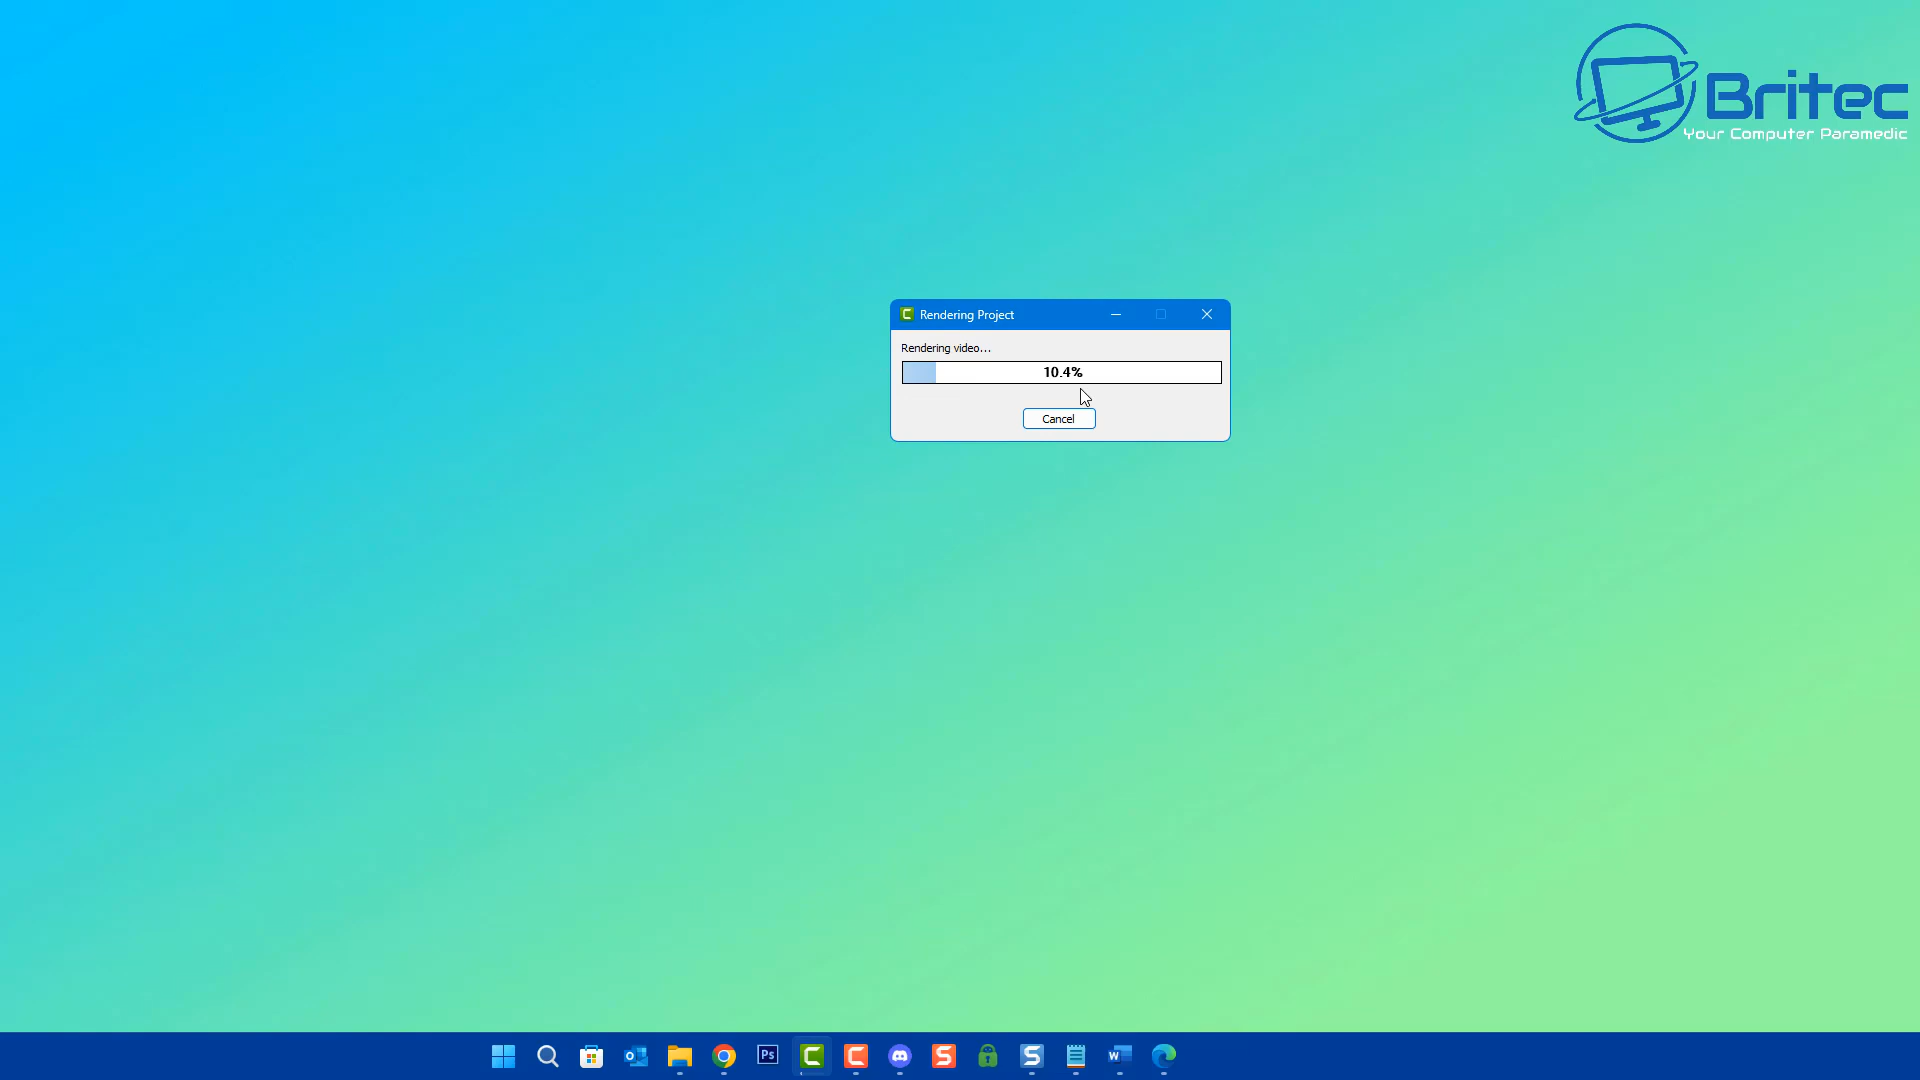 Britec
Your Computer Paramedic
Rendering Project
Rendering video...
10.4%
Cancel
Ps